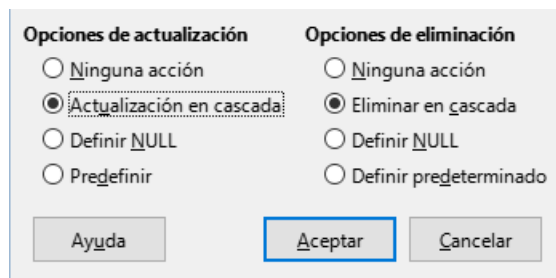 Opciones de actualización
Ninguna acción
Actualización en cascada
Definir NULL
Predefinir
Opciones de eliminación
Ninguna acción
Eliminar en cascada
Definir NULL
Definir predeterminado
Ayuda
Aceptar
Cancelar